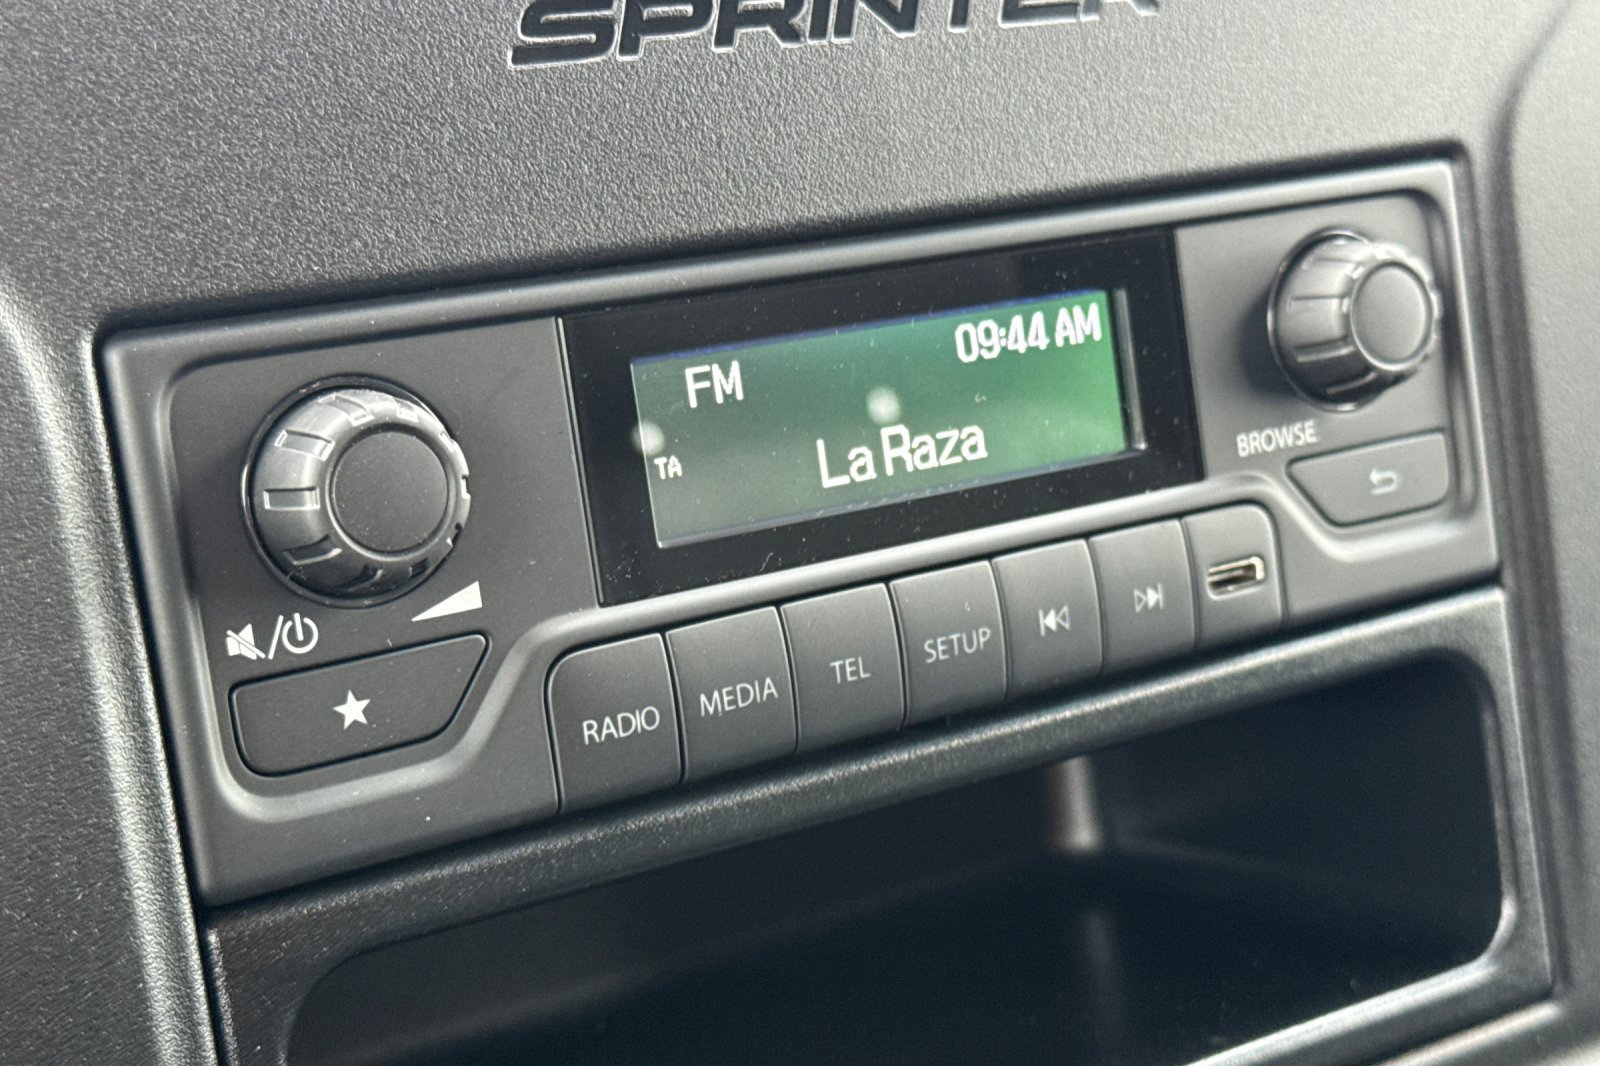 SPRINTER
09:44 AM
FM
TA
La Raza
BROWSE
RADIO
MEDIA
TEL
SETUP